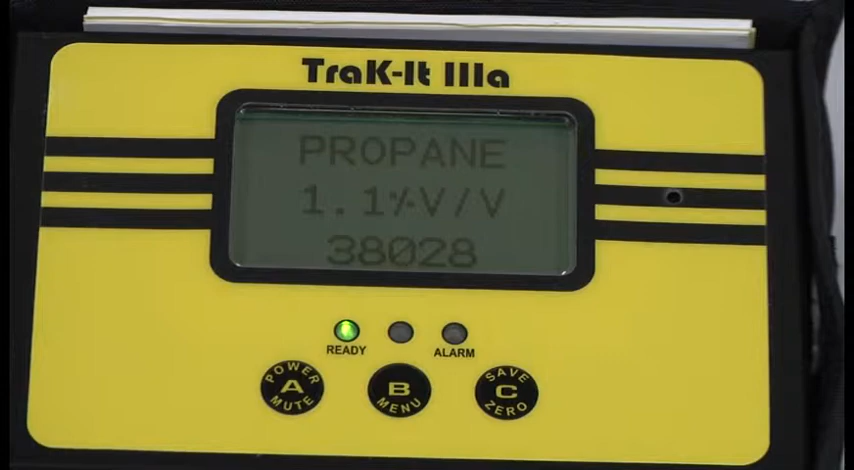 TraK-It IIIa
PROPANE
1.1%V/V
38028
READY
ALARM
POWER A MUTE
B MENU
SAVE C ZERO